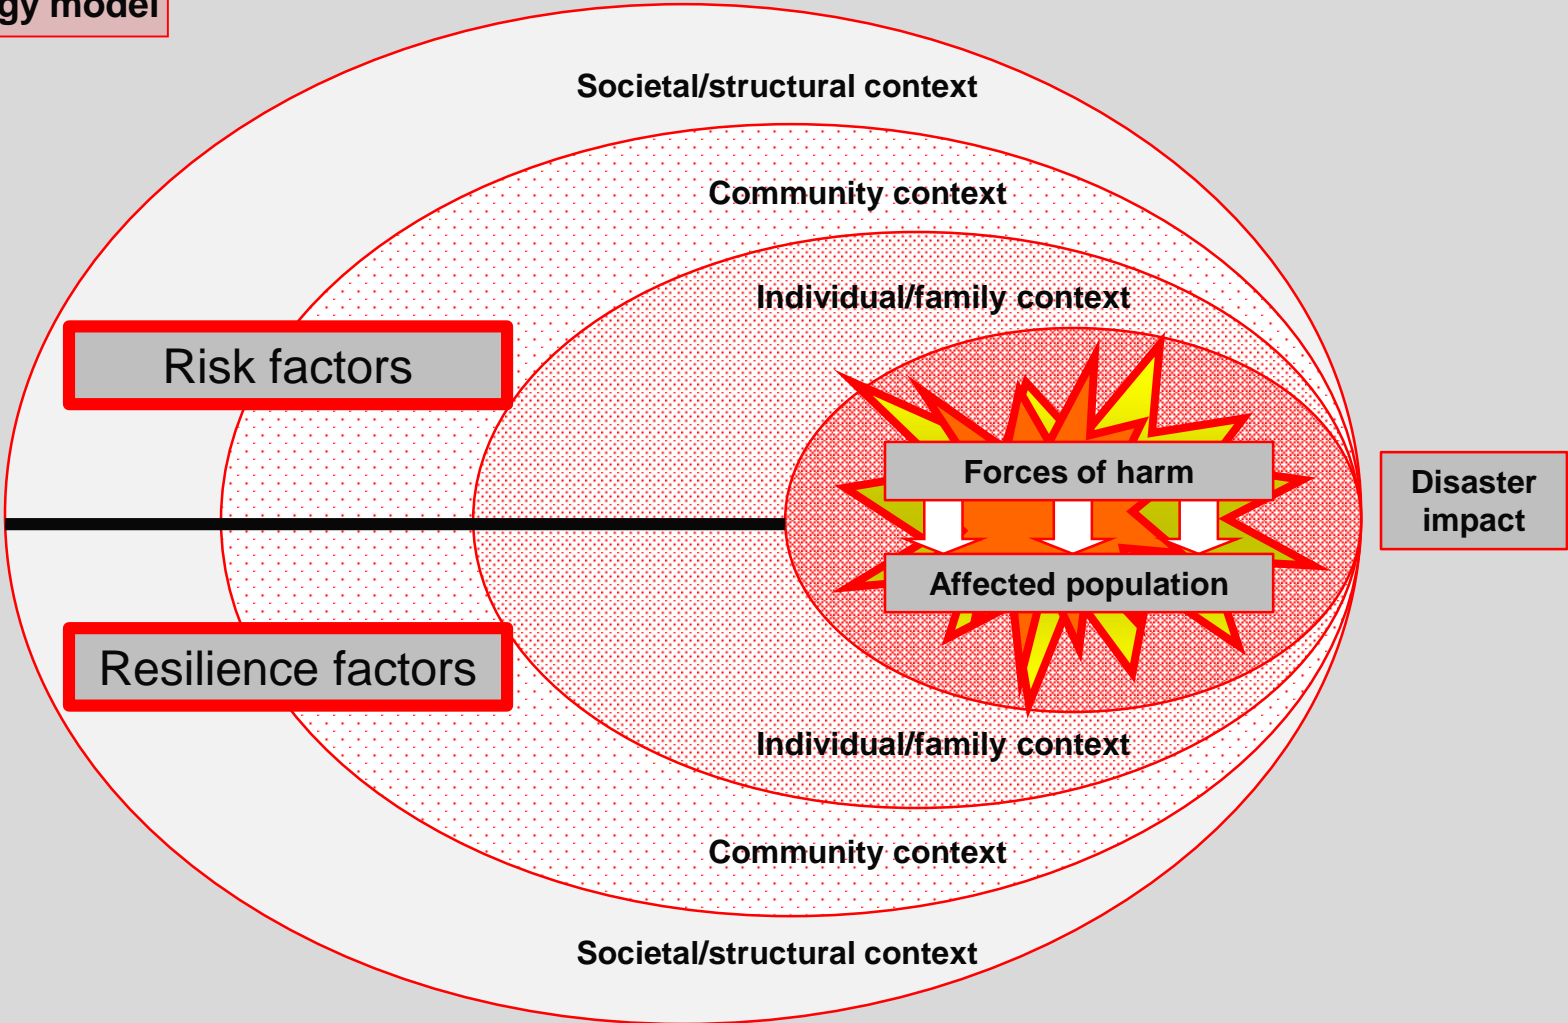 gy model
Societal/structural context
Community context
Individual/family context
Risk factors
Forces of harm
Disaster
impact
Affected population
Resilience factors
Individual/family context
Community context
Societal/structural context